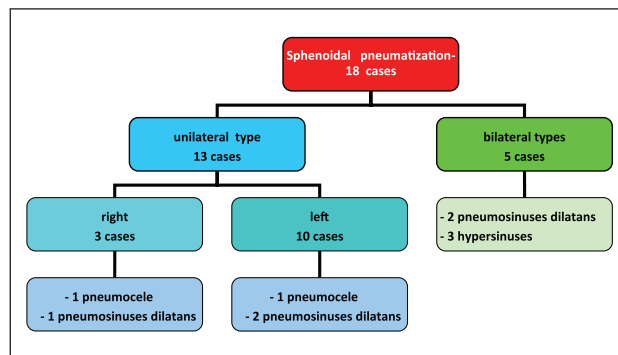 Sphenoidal pneumatization-
18 cases
unilateral type
13 cases
bilateral types
5 cases
right
3 cases
left
10 cases
- 2 pneumosinuses dilatans
- 3 hypersinuses
- 1 pneumocele
- 1 pneumosinuses dilatans
- 1 pneumocele
- 2 pneumosinuses dilatans